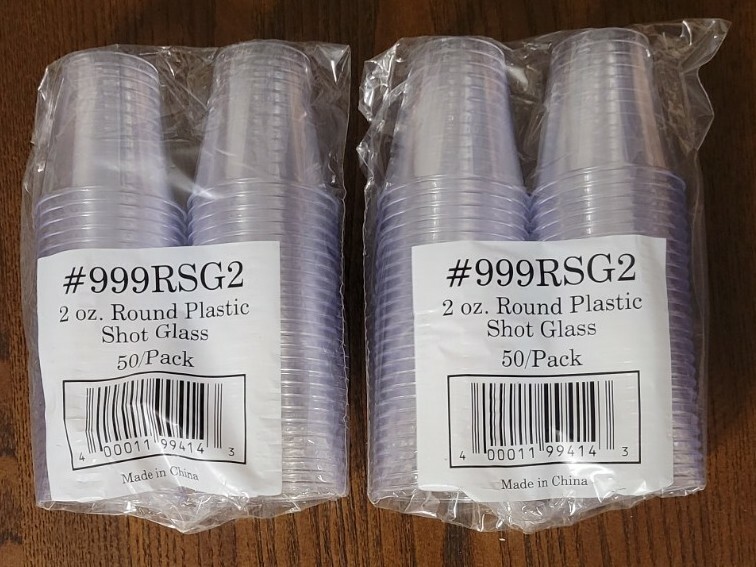 #999RSG2
2 oz. Round Plastic
Shot Glass
50/Pack
4 00011 99414 3
Made in China
#999RSG2
2 oz. Round Plastic
Shot Glass
50/Pack
4 00011 99414 3
Made in China